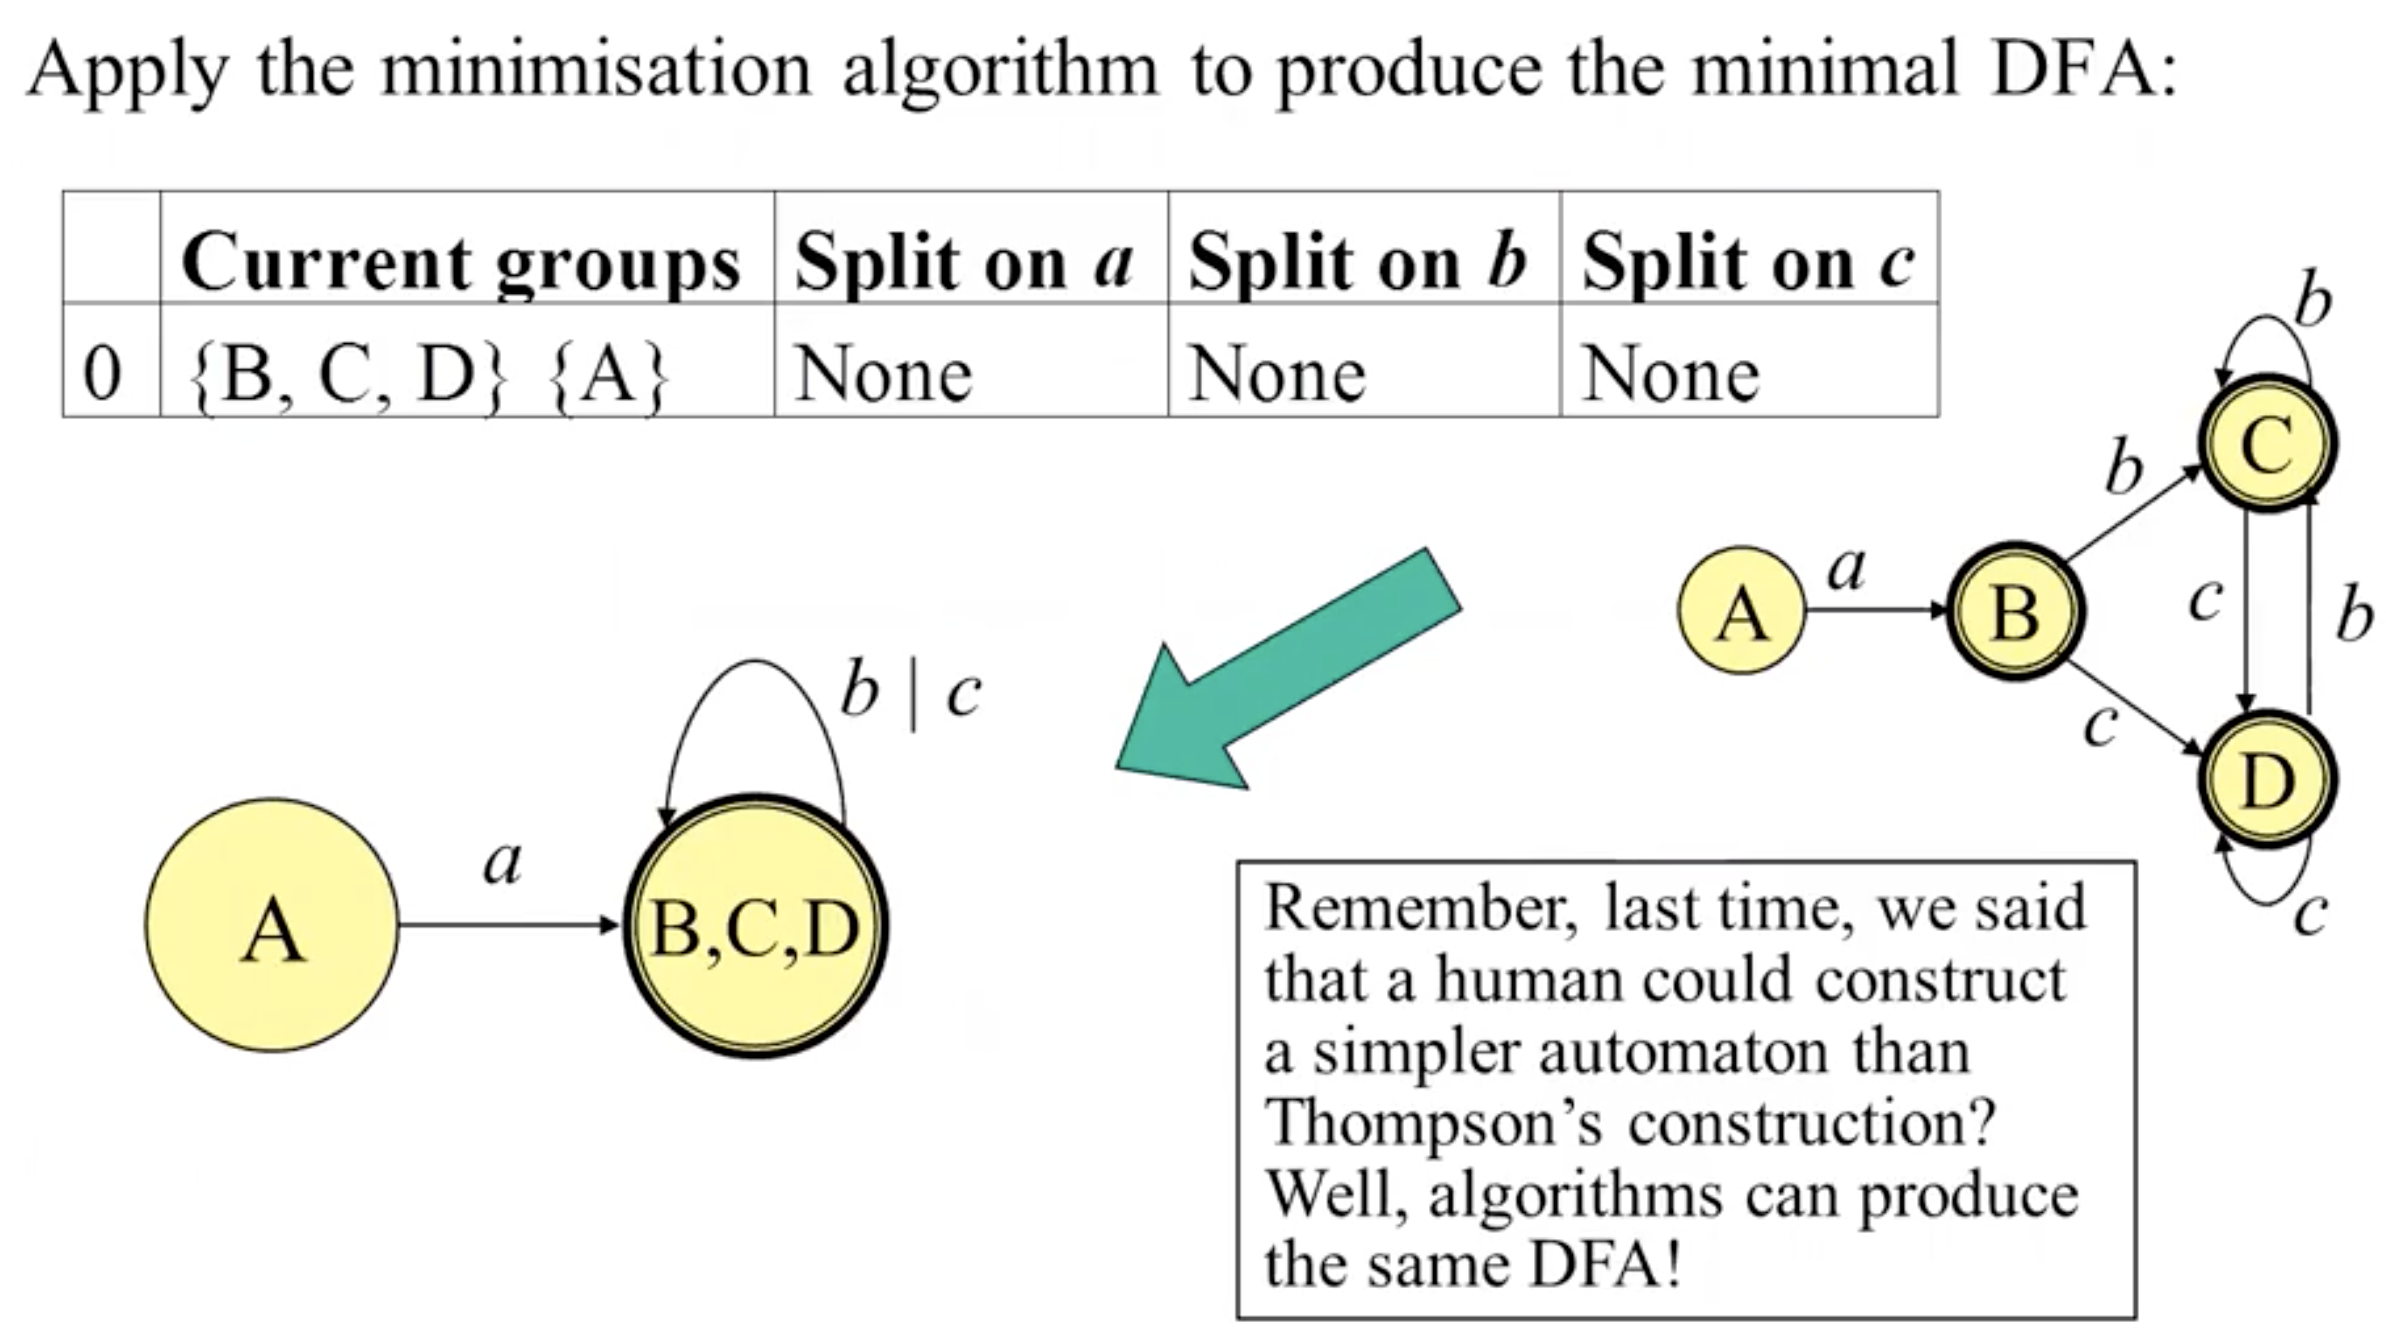 Apply the minimisation algorithm to produce the minimal DFA:
Current groups Split on a Split on b Split on c
0 {B, C, D} {A} None None None
b
C
b
A a B c b
c
D
c
b | c
a
A B,C,D
Remember, last time, we said
that a human could construct
a simpler automaton than
Thompson’s construction?
Well, algorithms can produce
the same DFA!